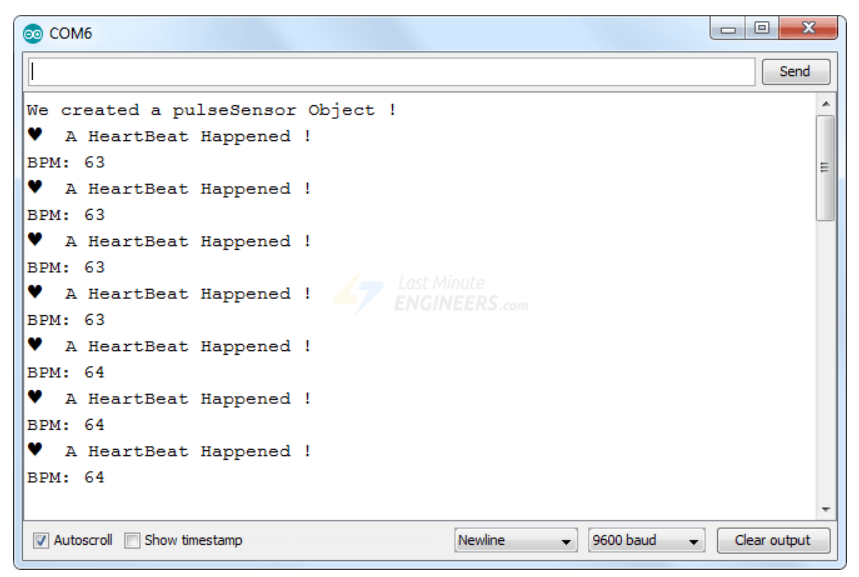 COM6
Send
We created a pulseSensor Object !
♥ A HeartBeat Happened !
BPM: 63
♥ A HeartBeat Happened !
BPM: 63
♥ A HeartBeat Happened !
BPM: 63
♥ A HeartBeat Happened !
BPM: 63
♥ A HeartBeat Happened !
BPM: 64
♥ A HeartBeat Happened !
BPM: 64
♥ A HeartBeat Happened !
BPM: 64
Last Minute
ENGINEERS.com
Autoscroll Show timestamp Newline 9600 baud Clear output